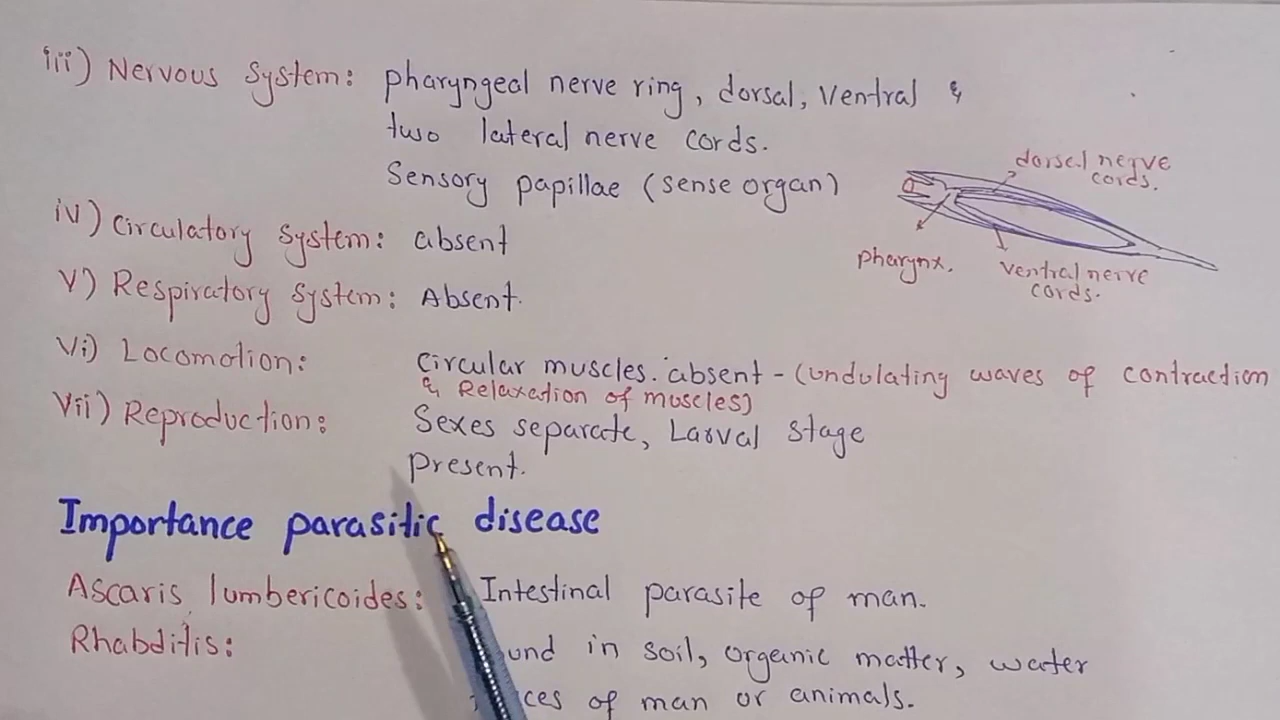 iii) Nervous System: pharyngeal nerve ring, dorsal, Ventral &
two lateral nerve cords.
Sensory papillae (sense organ)
dorsal nerve
cords.
pharynx.
ventral nerve
cords.
iv) Circulatory System: absent
v) Respiratory System: Absent.
Vi) Locomotion: Circular muscles. absent - (undulating waves of contraction
& Relaxation of muscles)
Vii) Reproduction: Sexes separate, Larval stage
present.
Importance parasitic disease
Ascaris lumbericoides: Intestinal parasite of man.
Rhabditis: in soil, organic matter, water
of man or animals.